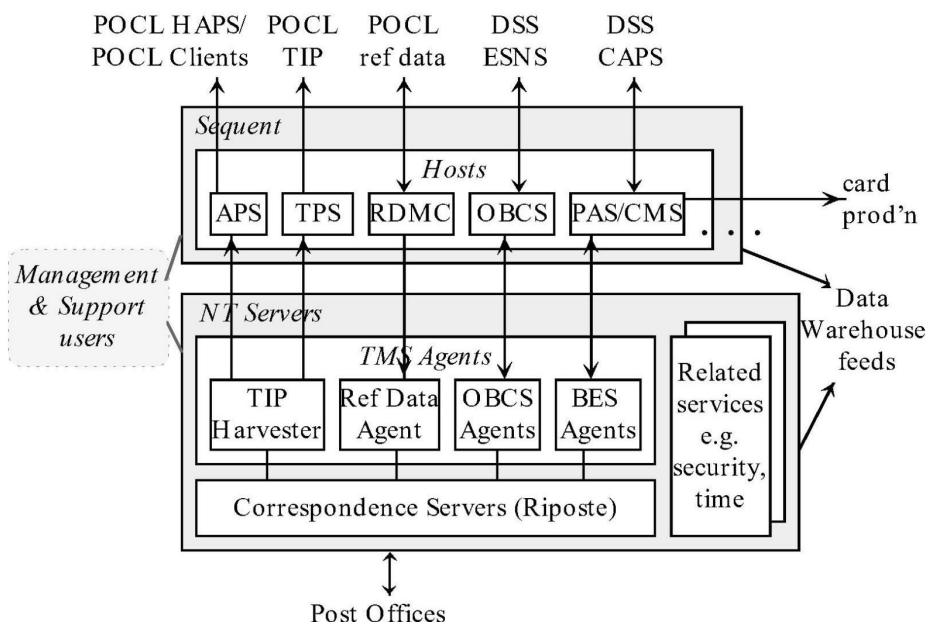 POCL HAPS/ POCL DSS DSS
POCL Clients TIP
POCL
ref data
ESNS CAPS
Sequent
Hosts
APS TPS RDMC OBCS PAS/CMS
. . .
card
prod'n
Management
& Support
users
NT Servers
TMS Agents
TIP
Harvester
Ref Data
Agent
OBCS
Agents
BES
Agents
Related
services
e.g.
security,
time
Data
Warehouse
feeds
Correspondence Servers (Riposte)
Post Offices